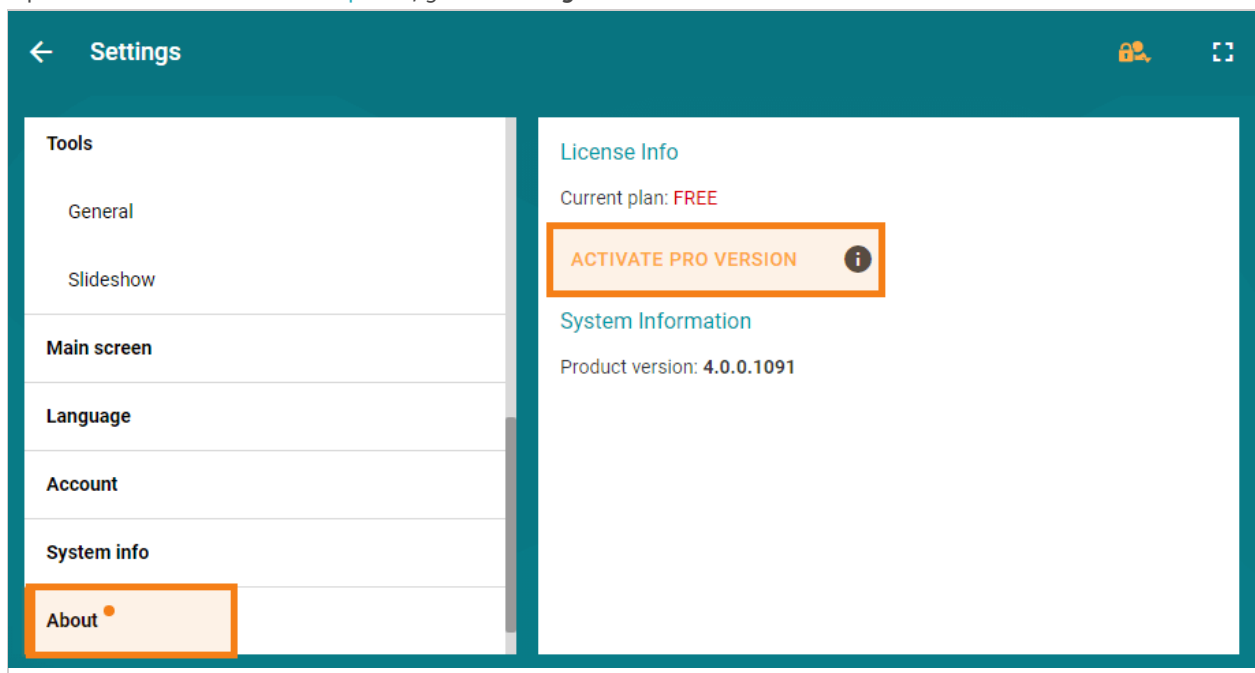 Settings
Tools
General
Slideshow
Main screen
Language
Account
System info
About
License Info
Current plan: FREE
ACTIVATE PRO VERSION
System Information
Product version: 4.0.0.1091